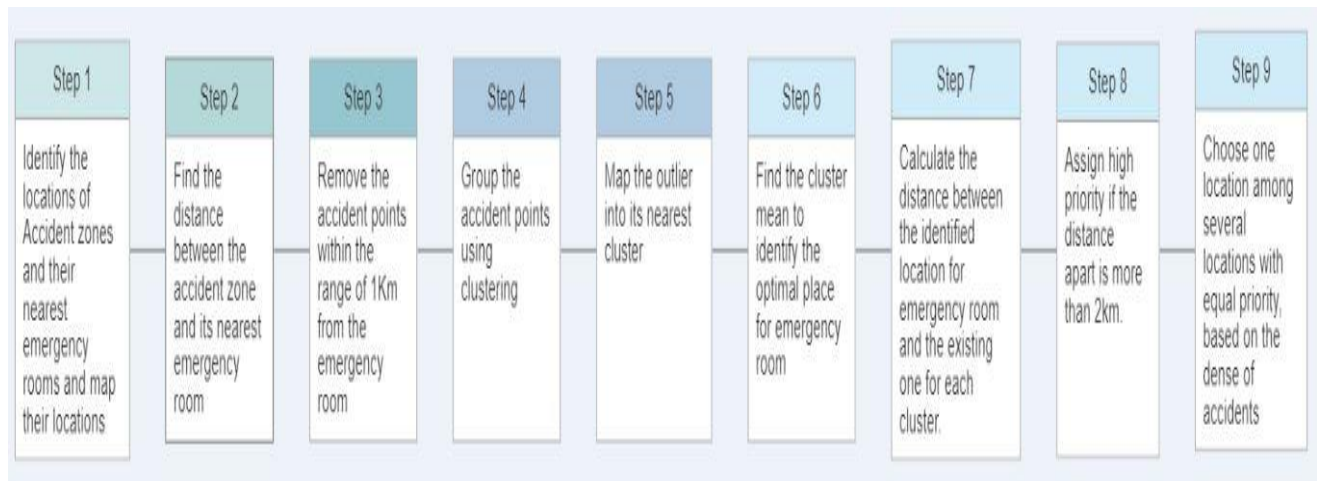 Step 1
Identify the
locations of
Accident zones
and their
nearest
emergency
rooms and map
their locations
Step 2
Find the
distance
between the
accident zone
and its nearest
emergency
room
Step 3
Remove the
accident points
within the
range of 1Km
from the
emergency
room
Step 4
Group the
accident points
using
clustering
Step 5
Map the outlier
into its nearest
cluster
Step 6
Find the cluster
mean to
identify the
optimal place
for emergency
room
Step 7
Calculate the
distance between
the identified
location for
emergency room
and the existing
one for each
cluster.
Step 8
Assign high
priority if the
distance
apart is more
than 2km.
Step 9
Choose one
location among
several
locations with
equal priority,
based on the
dense of
accidents